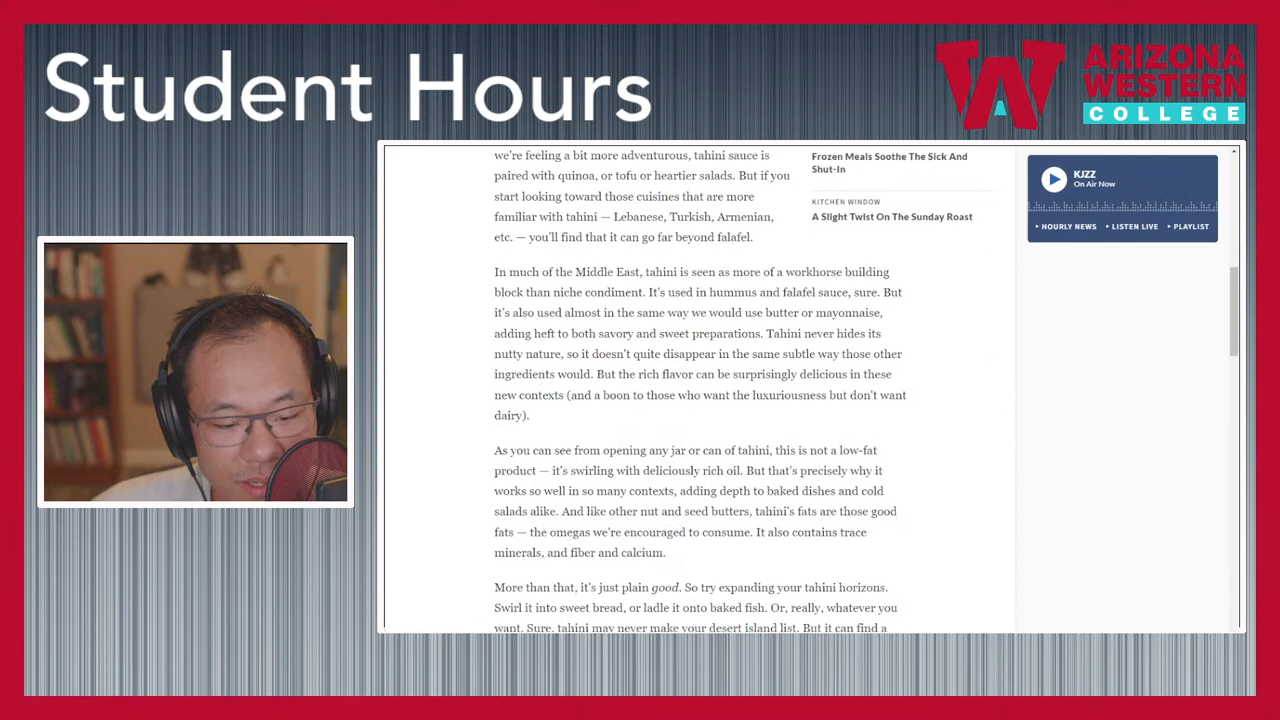 Student Hours
ARIZONA
WESTERN
COLLEGE
we're feeling a bit more adventurous, tahini sauce is
paired with quinoa, or tofu or heartier salads. But if you
start looking toward those cuisines that are more
familiar with tahini — Lebanese, Turkish, Armenian,
etc. — you'll find that it can go far beyond falafel.
In much of the Middle East, tahini is seen as more of a workhorse building
block than niche condiment. It's used in hummus and falafel sauce, sure. But
it's also used almost in the same way we would use butter or mayonnaise,
adding heft to both savory and sweet preparations. Tahini never hides its
nutty nature, so it doesn't quite disappear in the same subtle way those other
ingredients would. But the rich flavor can be surprisingly delicious in these
new contexts (and a boon to those who want the luxuriousness but don't want
dairy).
As you can see from opening any jar or can of tahini, this is not a low-fat
product — it's swirling with deliciously rich oil. But that's precisely why it
works so well in so many contexts, adding depth to baked dishes and cold
salads alike. And like other nut and seed butters, tahini's fats are those good
fats — the omegas we're encouraged to consume. It also contains trace
minerals, and fiber and calcium.
More than that, it's just plain good. So try expanding your tahini horizons.
Swirl it into sweet bread, or ladle it onto baked fish. Or, really, whatever you
want. Sure, tahini may never make your desert island list. But it can find a
Frozen Meals Soothe The Sick And
Shut-In
KITCHEN WINDOW
A Slight Twist On The Sunday Roast
KJZZ
On Air Now
HOURLY NEWS
LISTEN LIVE
PLAYLIST